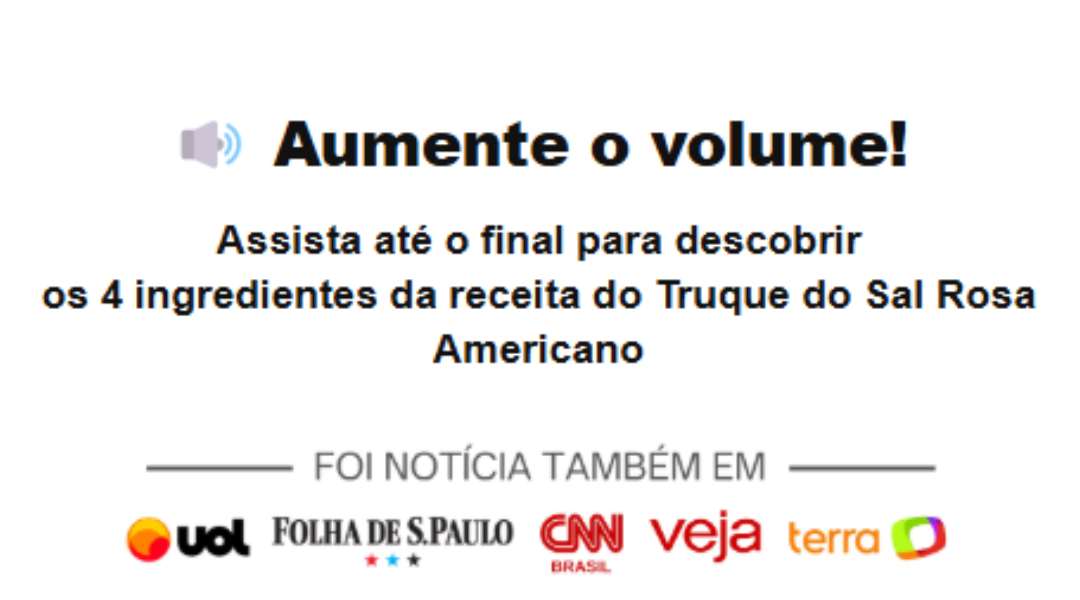 Aumente o volume!
Assista até o final para descobrir
os 4 ingredientes da receita do Truque do Sal Rosa
Americano
FOI NOTÍCIA TAMBÉM EM
uol FOLHA DE S.PAULO CNN BRASIL veja terra